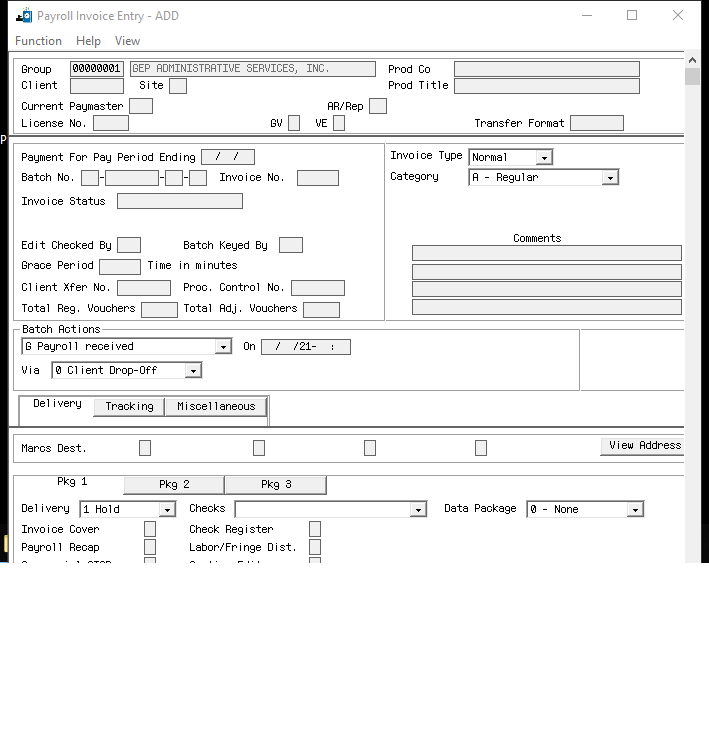 Payroll Invoice Entry - ADD
Function Help View
Group 00000001 GEP ADMINISTRATIVE SERVICES, INC. Prod Co
Client Site Prod Title
Current Paymaster AR/Rep
License No. GV VE Transfer Format
Payment For Pay Period Ending / / Invoice Type Normal
Batch No. - - - Invoice No. Category A - Regular
Invoice Status
Comments
Edit Checked By Batch Keyed By
Grace Period Time in minutes
Client Xfer No. Proc. Control No.
Total Reg. Vouchers Total Adj. Vouchers
Batch Actions
G Payroll received On / /21- :
Via 0 Client Drop-Off
Delivery Tracking Miscellaneous
Marcs Dest. View Address
Pkg 1 Pkg 2 Pkg 3
Delivery 1 Hold Checks Data Package 0 - None
Invoice Cover Check Register
Payroll Recap Labor/Fringe Dist.